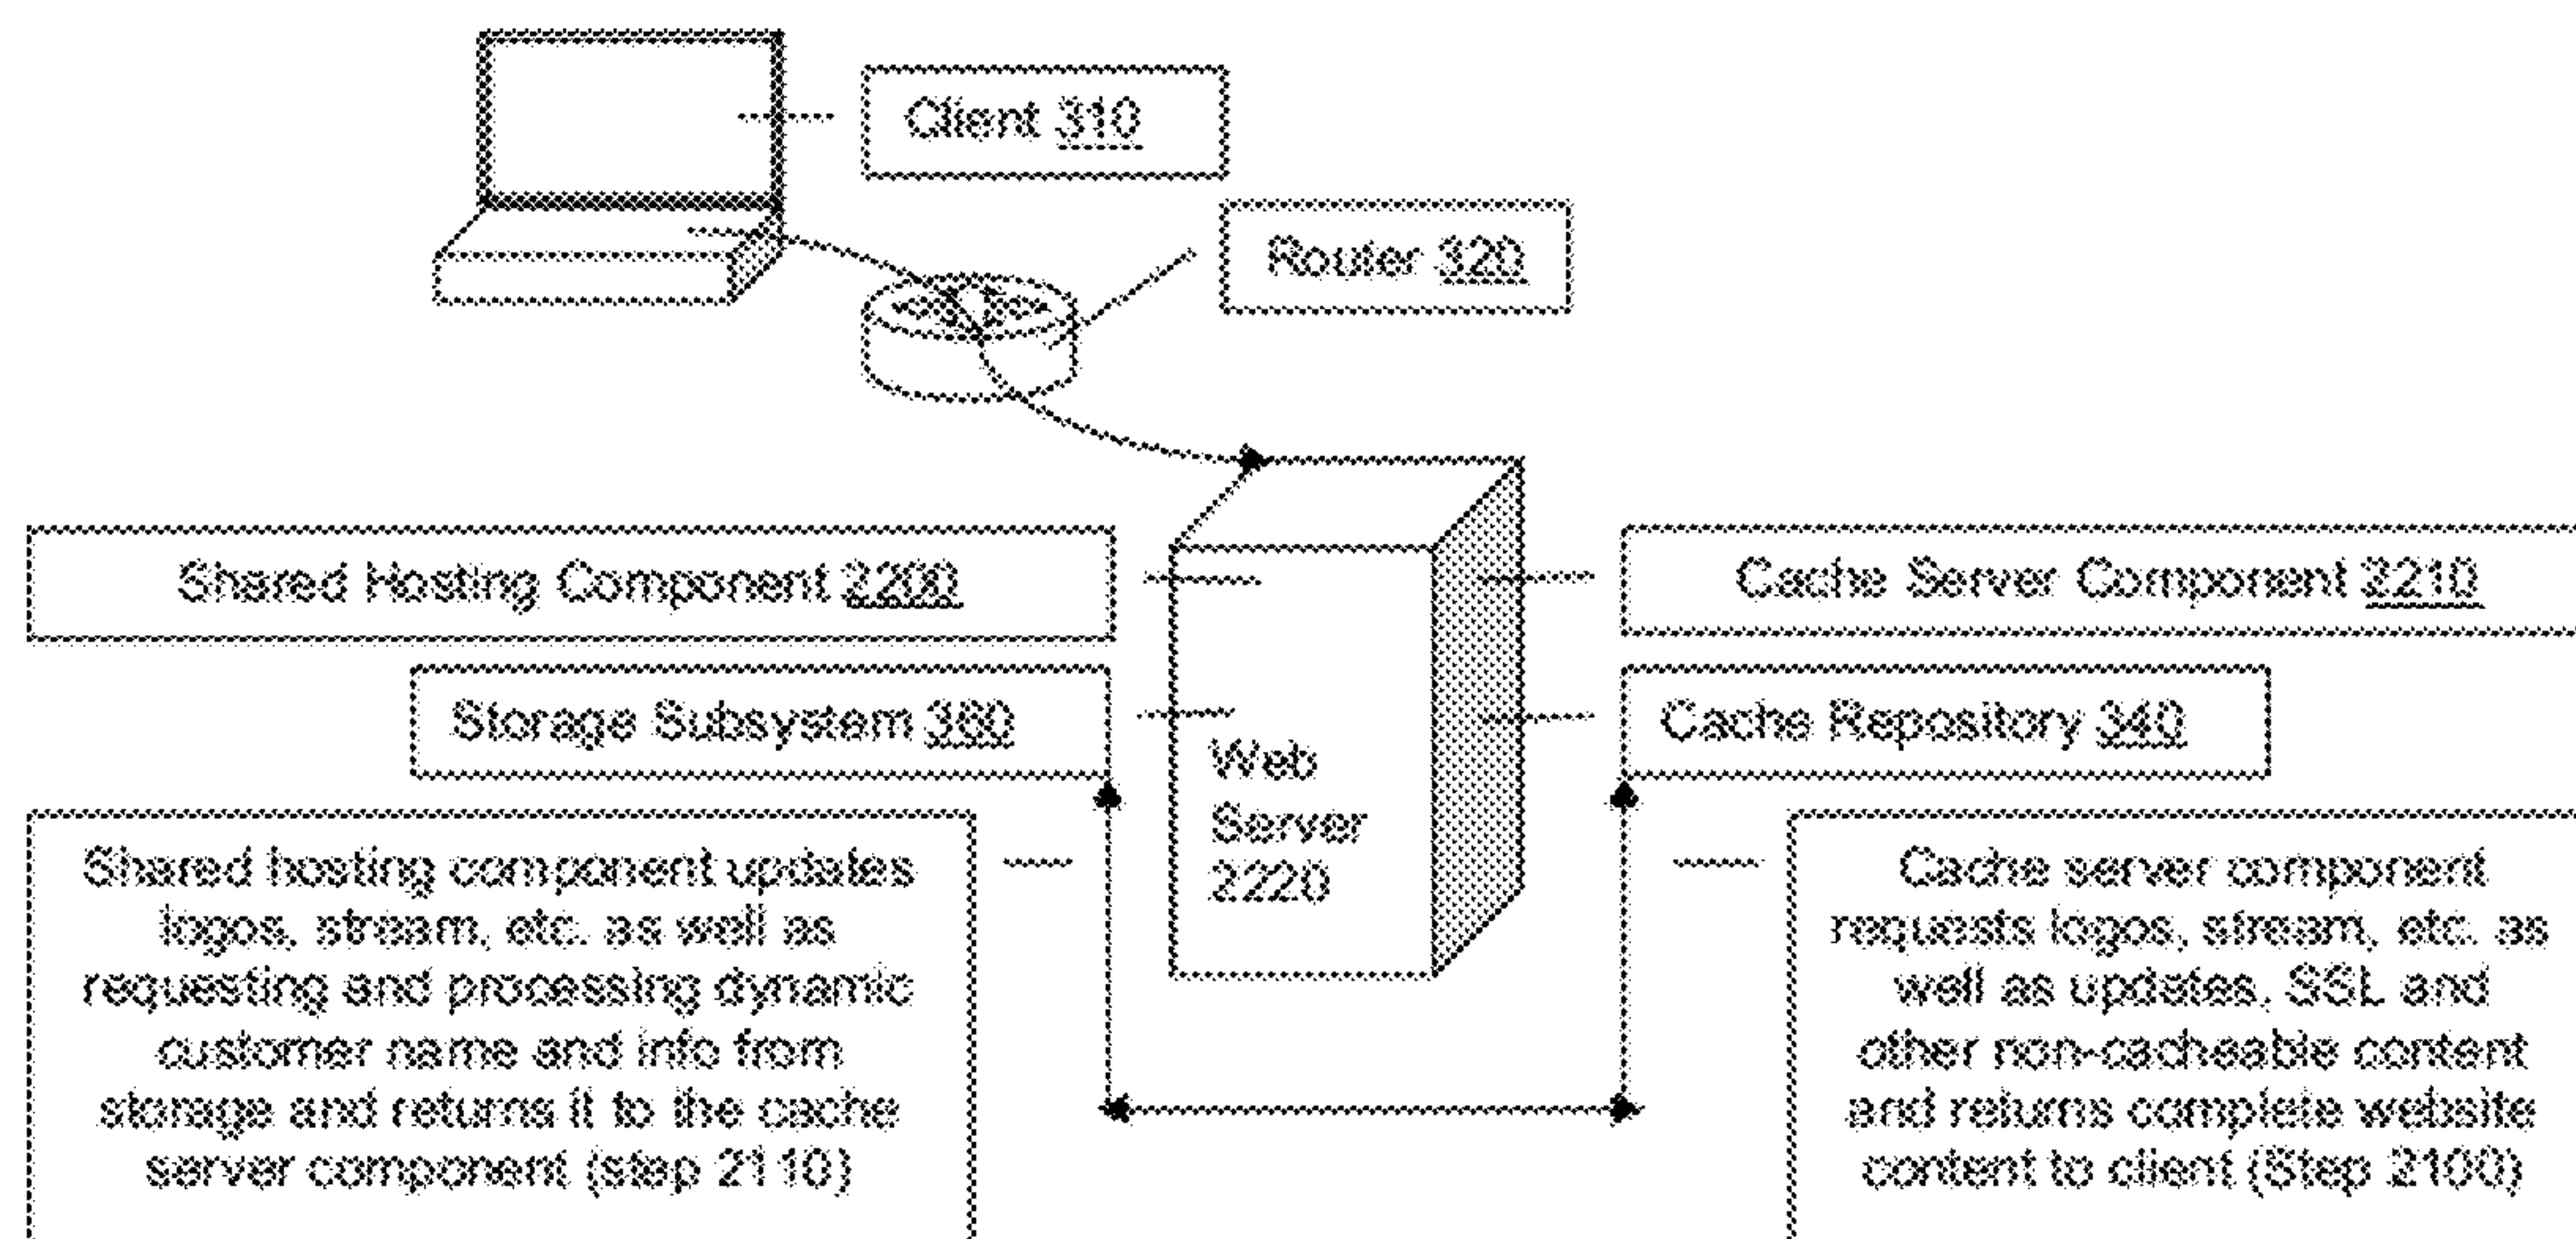 Client 310
Router 320
Shared Hosting Component 2200
Cache Server Component 2210
Storage Subsystem 360
Cache Repository 340
Web
Server
2220
Shared hosting component updates
logos, stream, etc. as well as
requesting and processing dynamic
customer name and info from
storage and returns it to the cache
server component (step 2110)
Cache server component
requests logos, stream, etc. as
well as updates, SSL and
other non-cacheable content
and returns complete website
content to client (Step 2100)